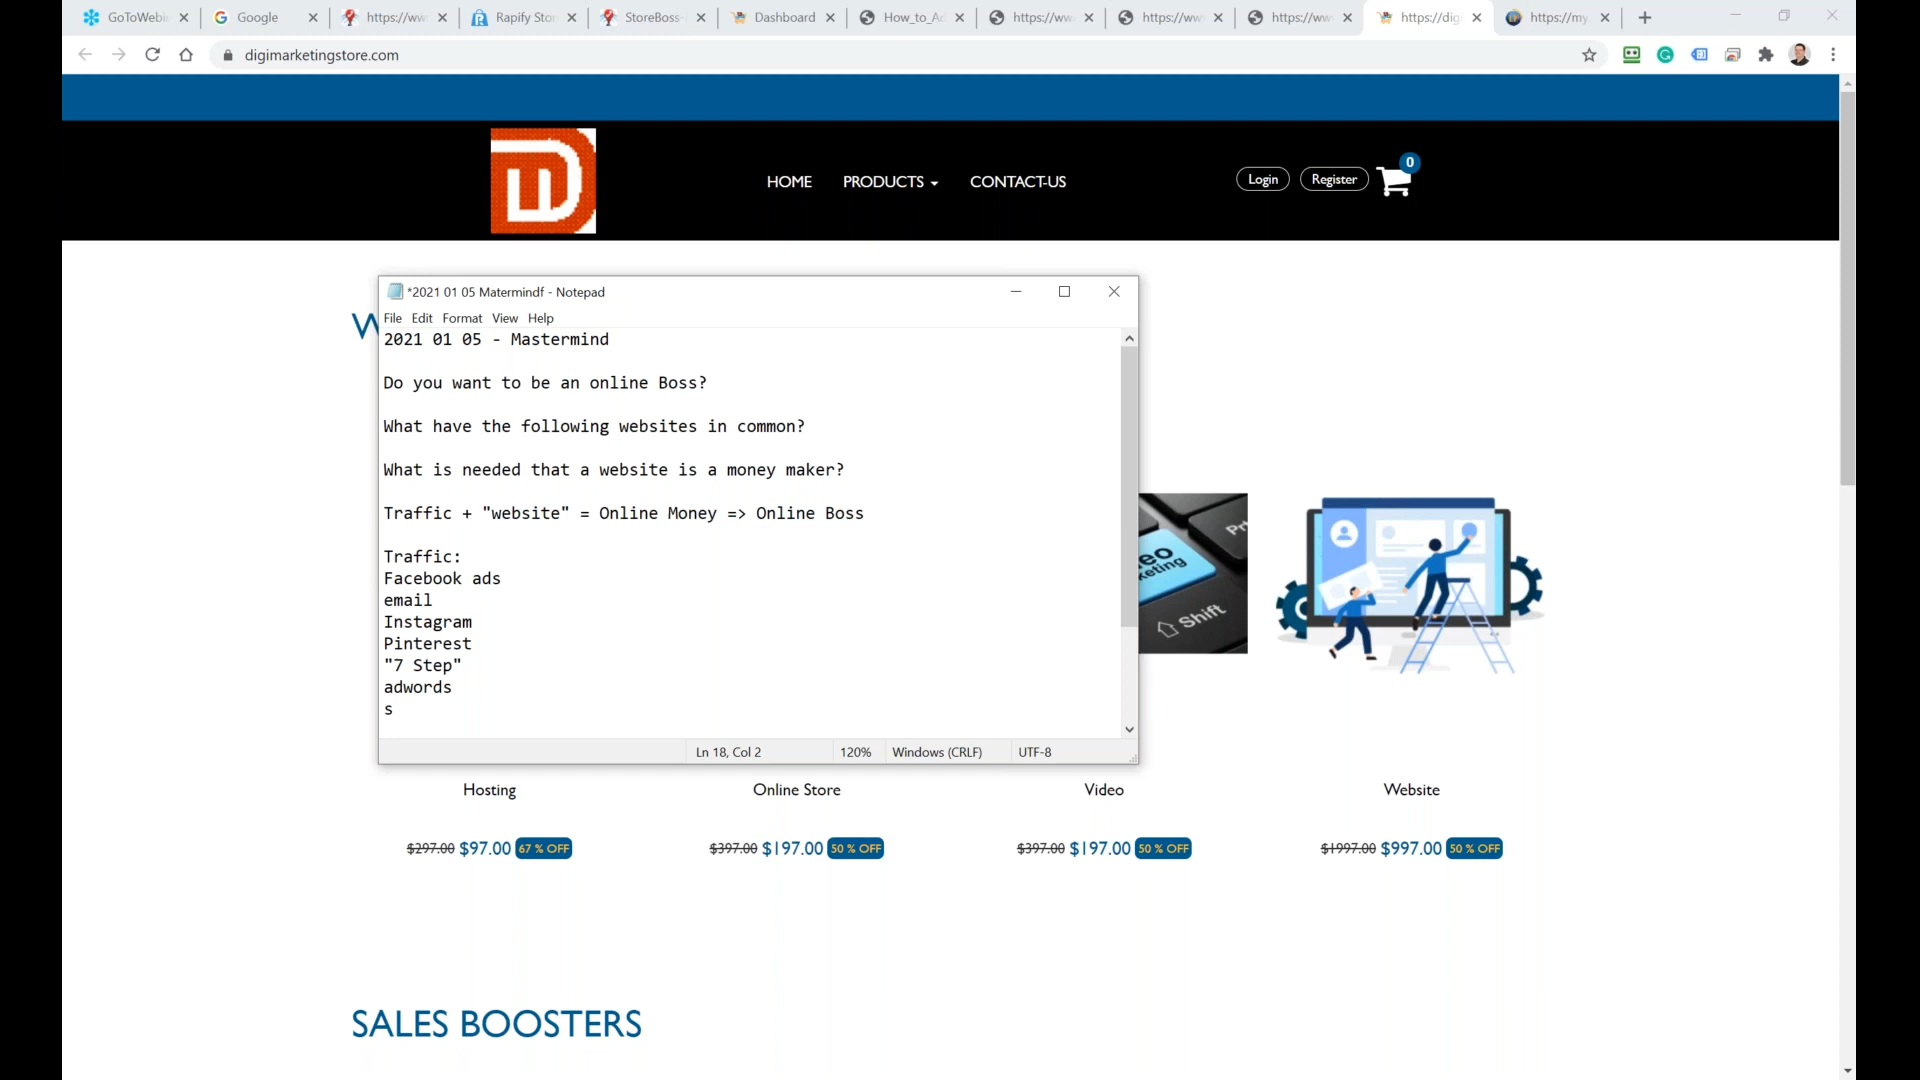 GoToWebi
Google
https://ww
Rapify Sto
StoreBoss
Dashboard
How_to_A
https://ww
https://ww
https://ww
https://dig
https://my
digimarketingstore.com
HOME
PRODUCTS
CONTACT-US
Login
Register
0
W
*2021 01 05 Matermindf - Notepad
File Edit Format View Help
2021 01 05 - Mastermind
Do you want to be an online Boss?
What have the following websites in common?
What is needed that a website is a money maker?
Traffic + "website" = Online Money => Online Boss
Traffic:
Facebook ads
email
Instagram
Pinterest
"7 Step"
adwords
s
Ln 18, Col 2
120%
Windows (CRLF)
UTF-8
eo
keting
Shift
Hosting
Online Store
Video
Website
$297.00 $97.00 67 % OFF
$397.00 $197.00 50 % OFF
$397.00 $197.00 50 % OFF
$1997.00 $997.00 50 % OFF
SALES BOOSTERS